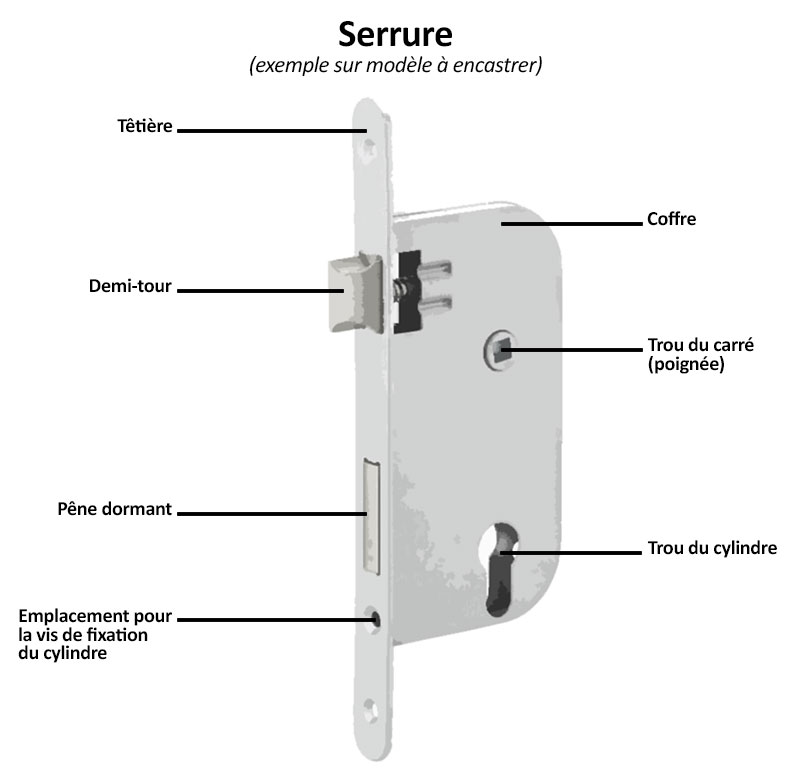 Serrure
(exemple sur modèle à encastrer)
Têtière
Coffre
Demi-tour
Trou du carré
(poignée)
Pêne dormant
Trou du cylindre
Emplacement pour
la vis de fixation
du cylindre